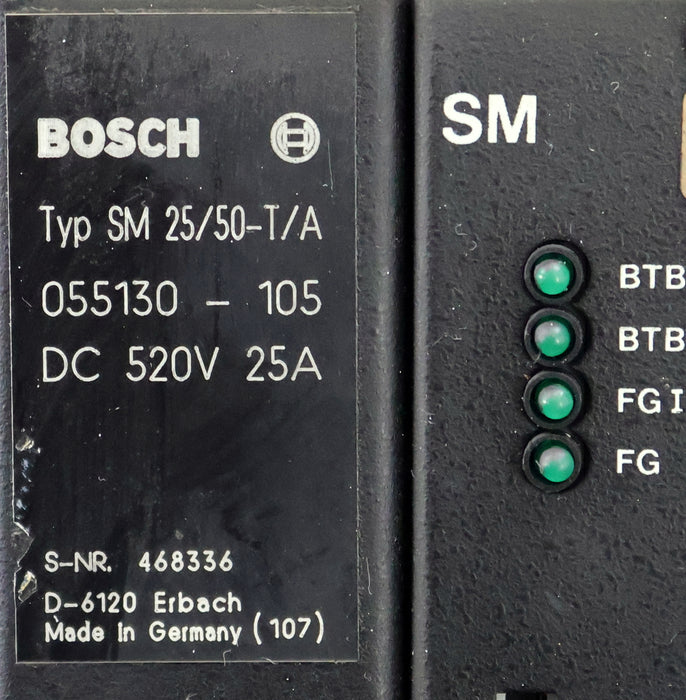 BOSCH
Typ SM 25/50-T/A
055130 - 105
DC 520V 25A
S-NR. 468336
D-6120 Erbach
Made in Germany (107)
SM
BTB
BTB
FG I
FG